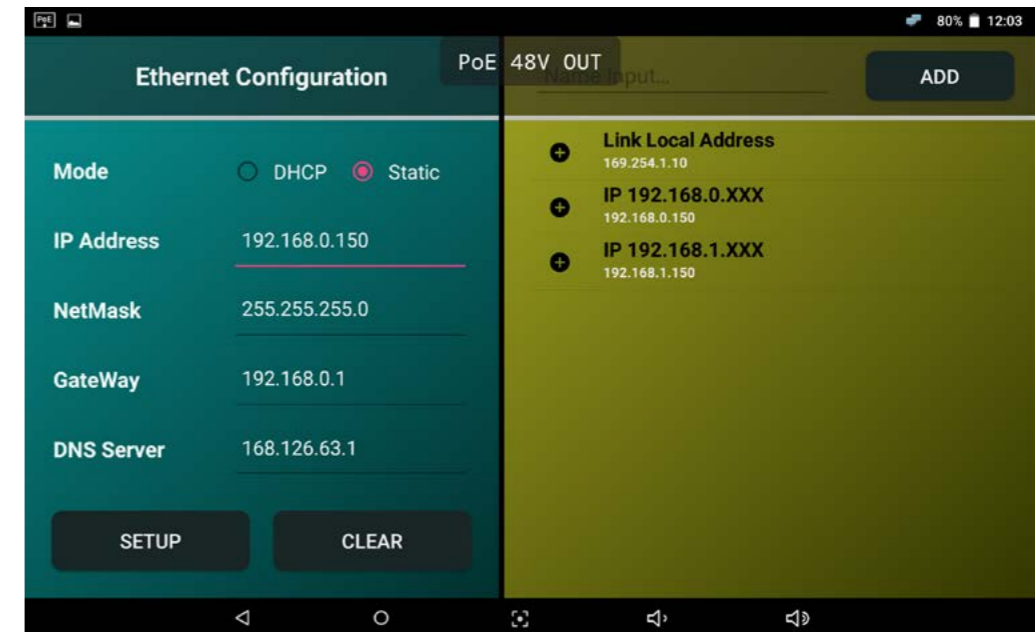 PoE
80% 12:03
Ethernet Configuration
PoE 48V OUT
Name Input...
ADD
Mode
DHCP
Static
IP Address
192.168.0.150
NetMask
255.255.255.0
GateWay
192.168.0.1
DNS Server
168.126.63.1
SETUP
CLEAR
Link Local Address
169.254.1.10
IP 192.168.0.XXX
192.168.0.150
IP 192.168.1.XXX
192.168.1.150